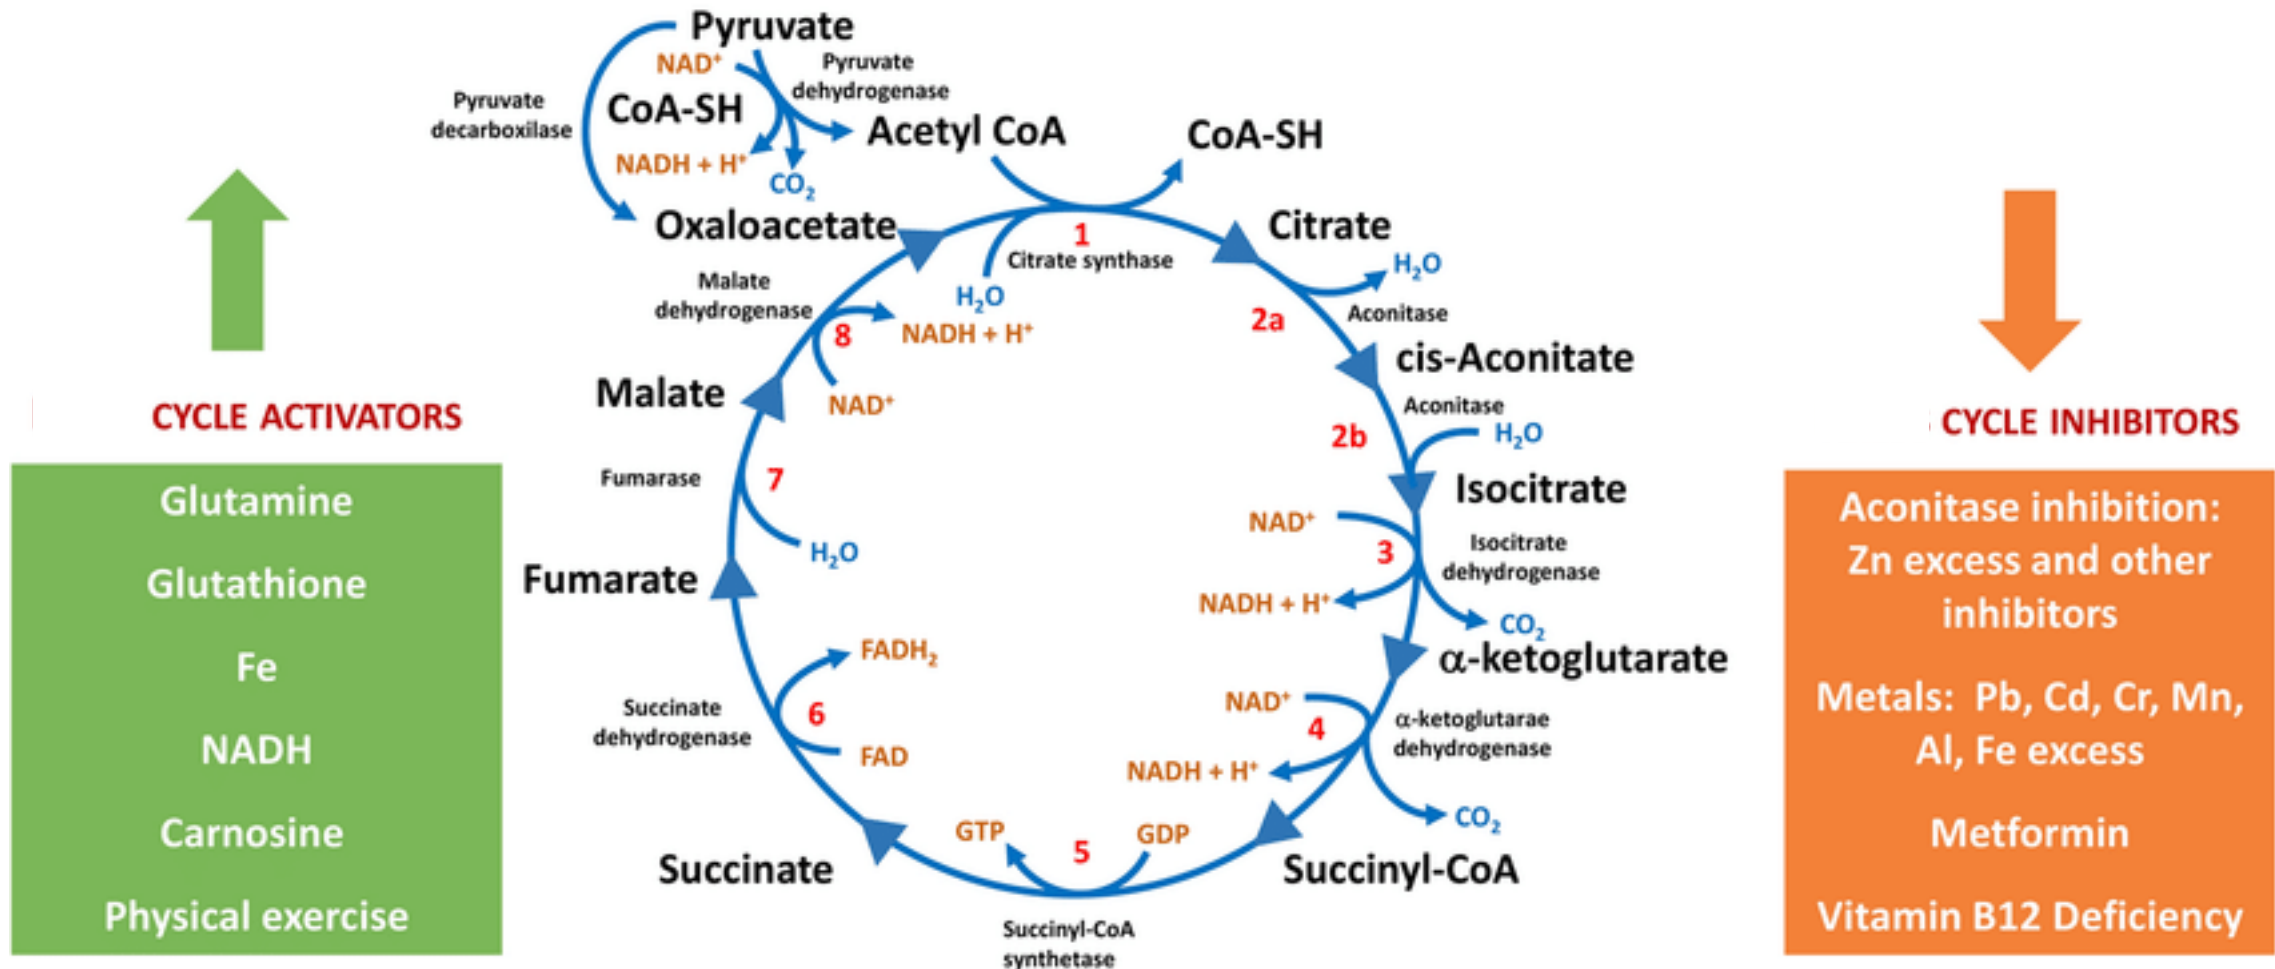 Pyruvate
NAD⁺
Pyruvate
dehydrogenase
Pyruvate
decarboxilase
CoA-SH
NADH + H⁺
CO₂
Acetyl CoA
CoA-SH
Oxaloacetate
1
Citrate synthase
H₂O
Citrate
H₂O
2a
Aconitase
cis-Aconitate
Aconitase
2b
H₂O
Isocitrate
NAD⁺
3
Isocitrate
dehydrogenase
NADH + H⁺
CO₂
α-ketoglutarate
NAD⁺
4
α-ketoglutarae
dehydrogenase
NADH + H⁺
CO₂
Succinyl-CoA
GDP
5
GTP
Succinyl-CoA
synthetase
Succinate
FADH₂
6
Succinate
dehydrogenase
FAD
Fumarate
Fumarase
7
H₂O
Malate
Malate
dehydrogenase
8
NADH + H⁺
NAD⁺
CYCLE ACTIVATORS
Glutamine
Glutathione
Fe
NADH
Carnosine
Physical exercise
CYCLE INHIBITORS
Aconitase inhibition:
Zn excess and other
inhibitors
Metals: Pb, Cd, Cr, Mn,
Al, Fe excess
Metformin
Vitamin B12 Deficiency